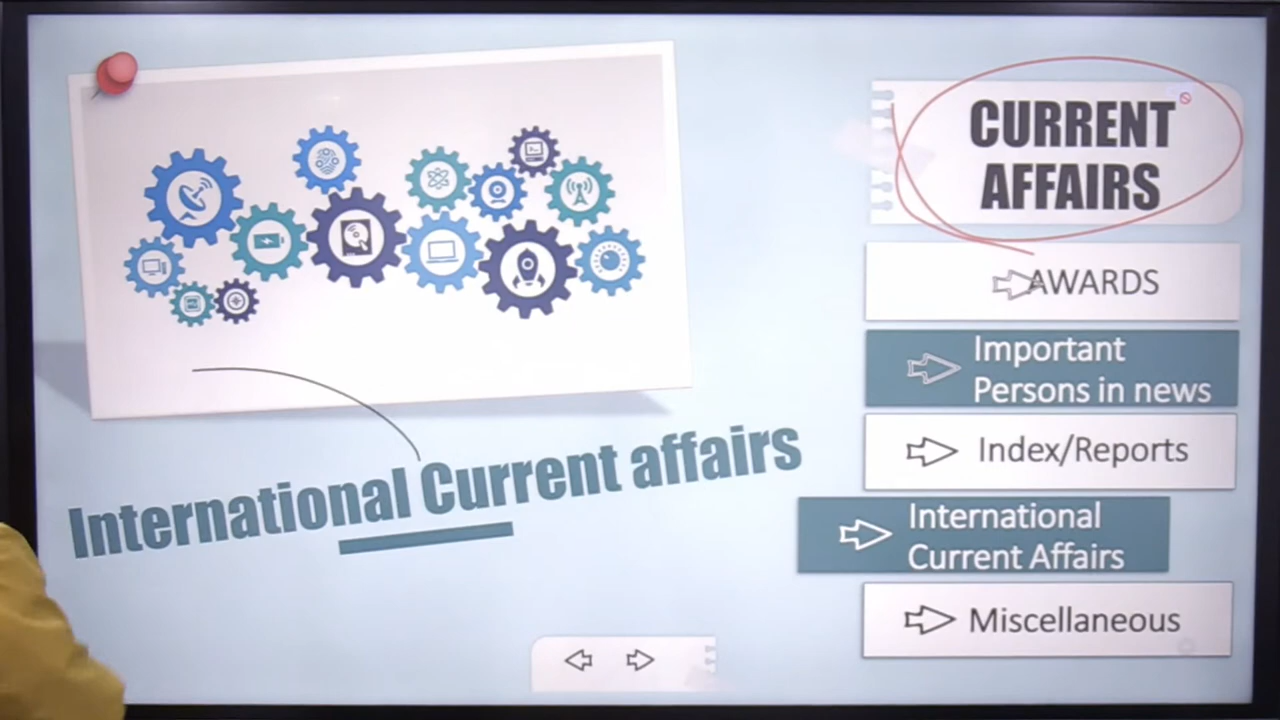 CURRENT
AFFAIRS
AWARDS
Important
Persons in news
Index/Reports
International
Current Affairs
Miscellaneous
International Current affairs